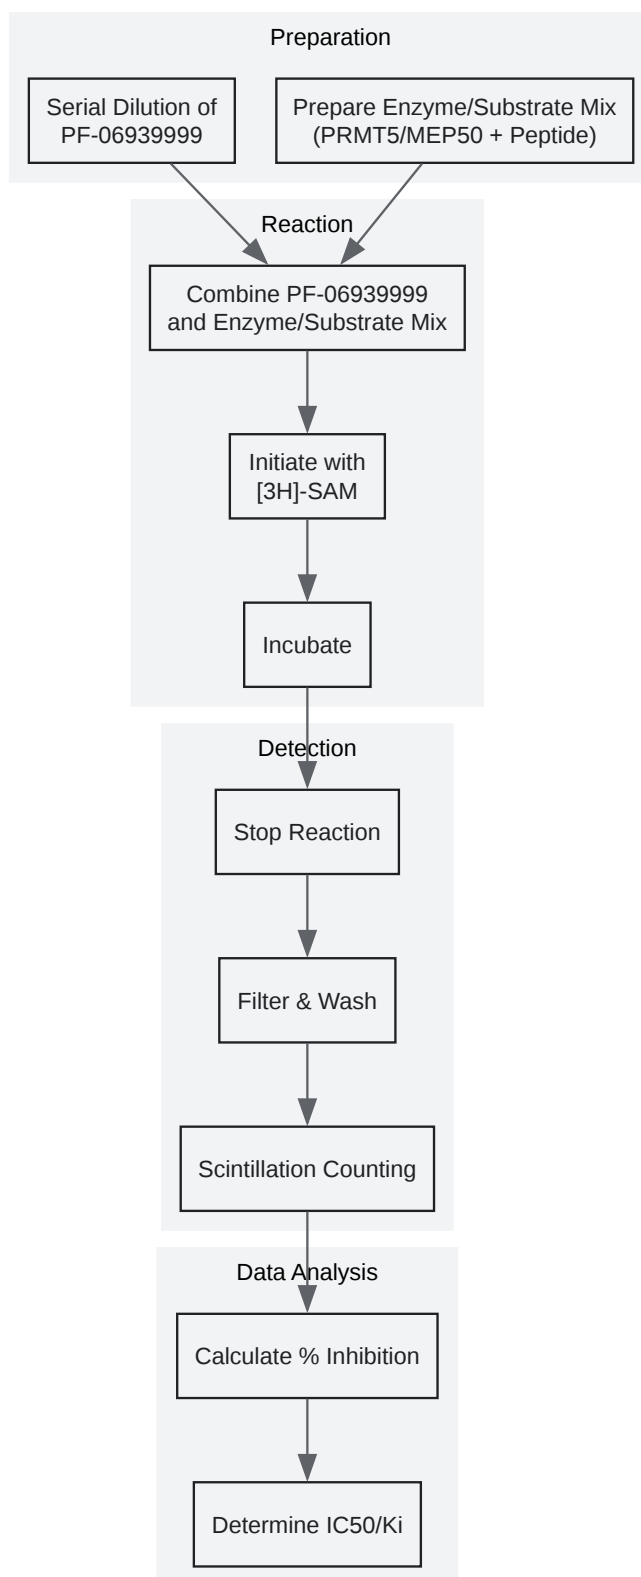 Preparation
Serial Dilution of
PF-06939999
Prepare Enzyme/Substrate Mix
(PRMT5/MEP50 + Peptide)
Reaction
Combine PF-06939999
and Enzyme/Substrate Mix
Initiate with
[3H]-SAM
Incubate
Detection
Stop Reaction
Filter & Wash
Scintillation Counting
Data Analysis
Calculate % Inhibition
Determine IC50/Ki